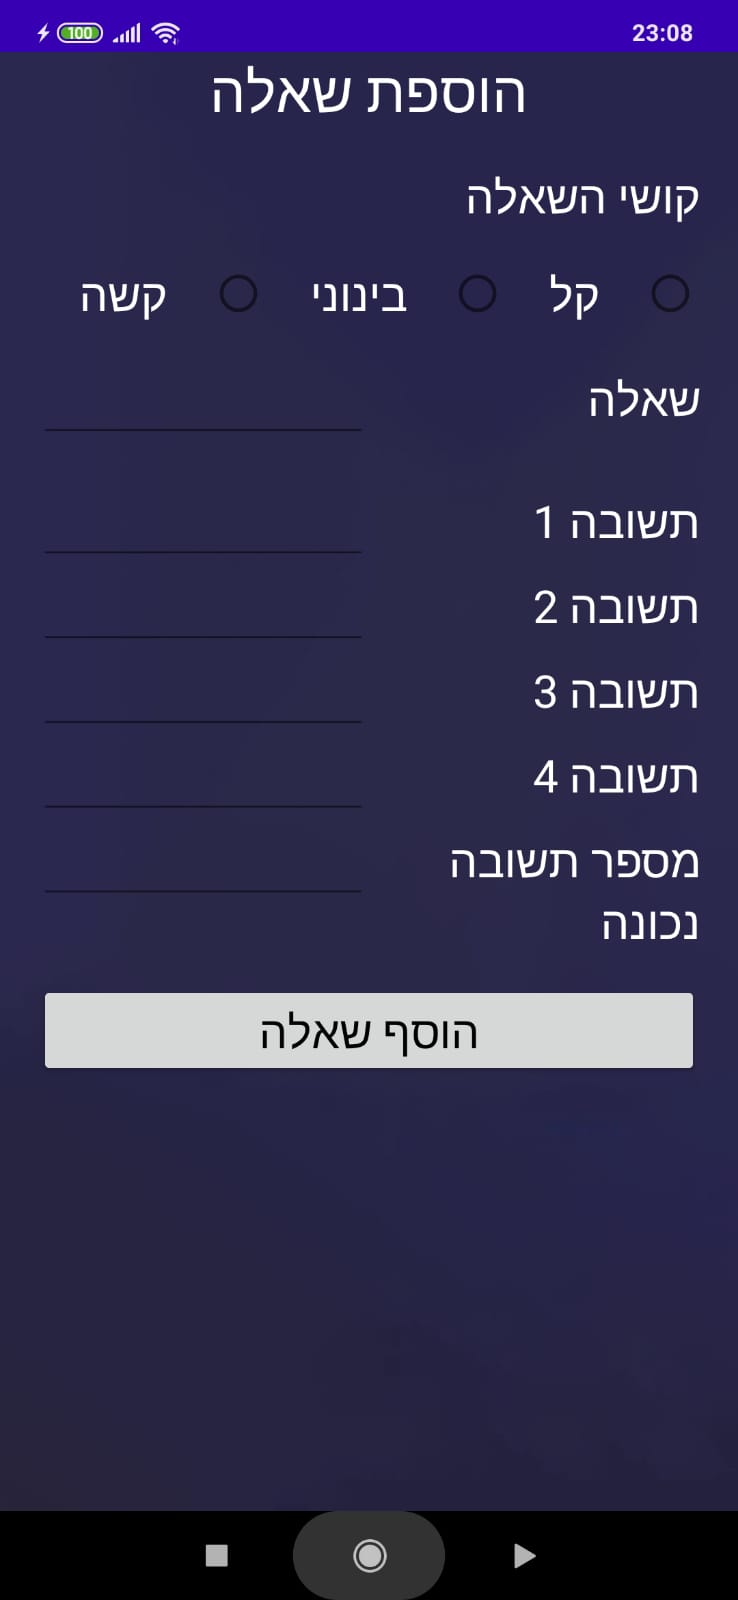 100 23:08
הוספת שאלה
קושי השאלה
קל בינוני קשה
שאלה
תשובה 1
תשובה 2
תשובה 3
תשובה 4
מספר תשובה
נכונה
הוסף שאלה